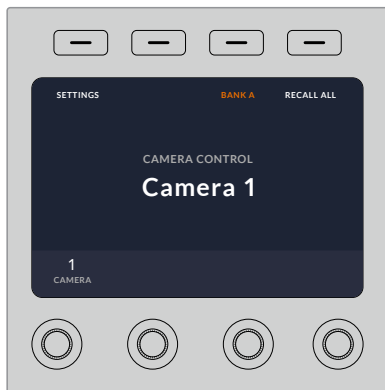 SETTINGS BANK A RECALL ALL
CAMERA CONTROL
Camera 1
1
CAMERA